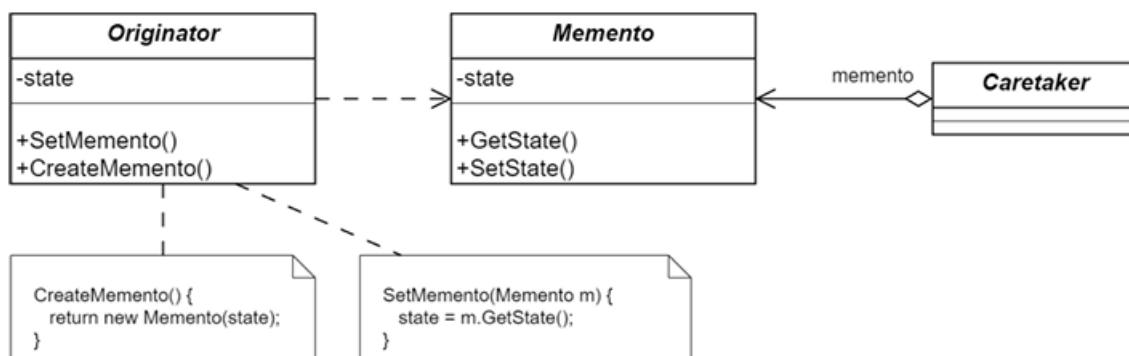 Originator
-state
+SetMemento()
+CreateMemento()
Memento
-state
+GetState()
+SetState()
memento
Caretaker
CreateMemento() {
return new Memento(state);
}
SetMemento(Memento m) {
state = m.GetState();
}